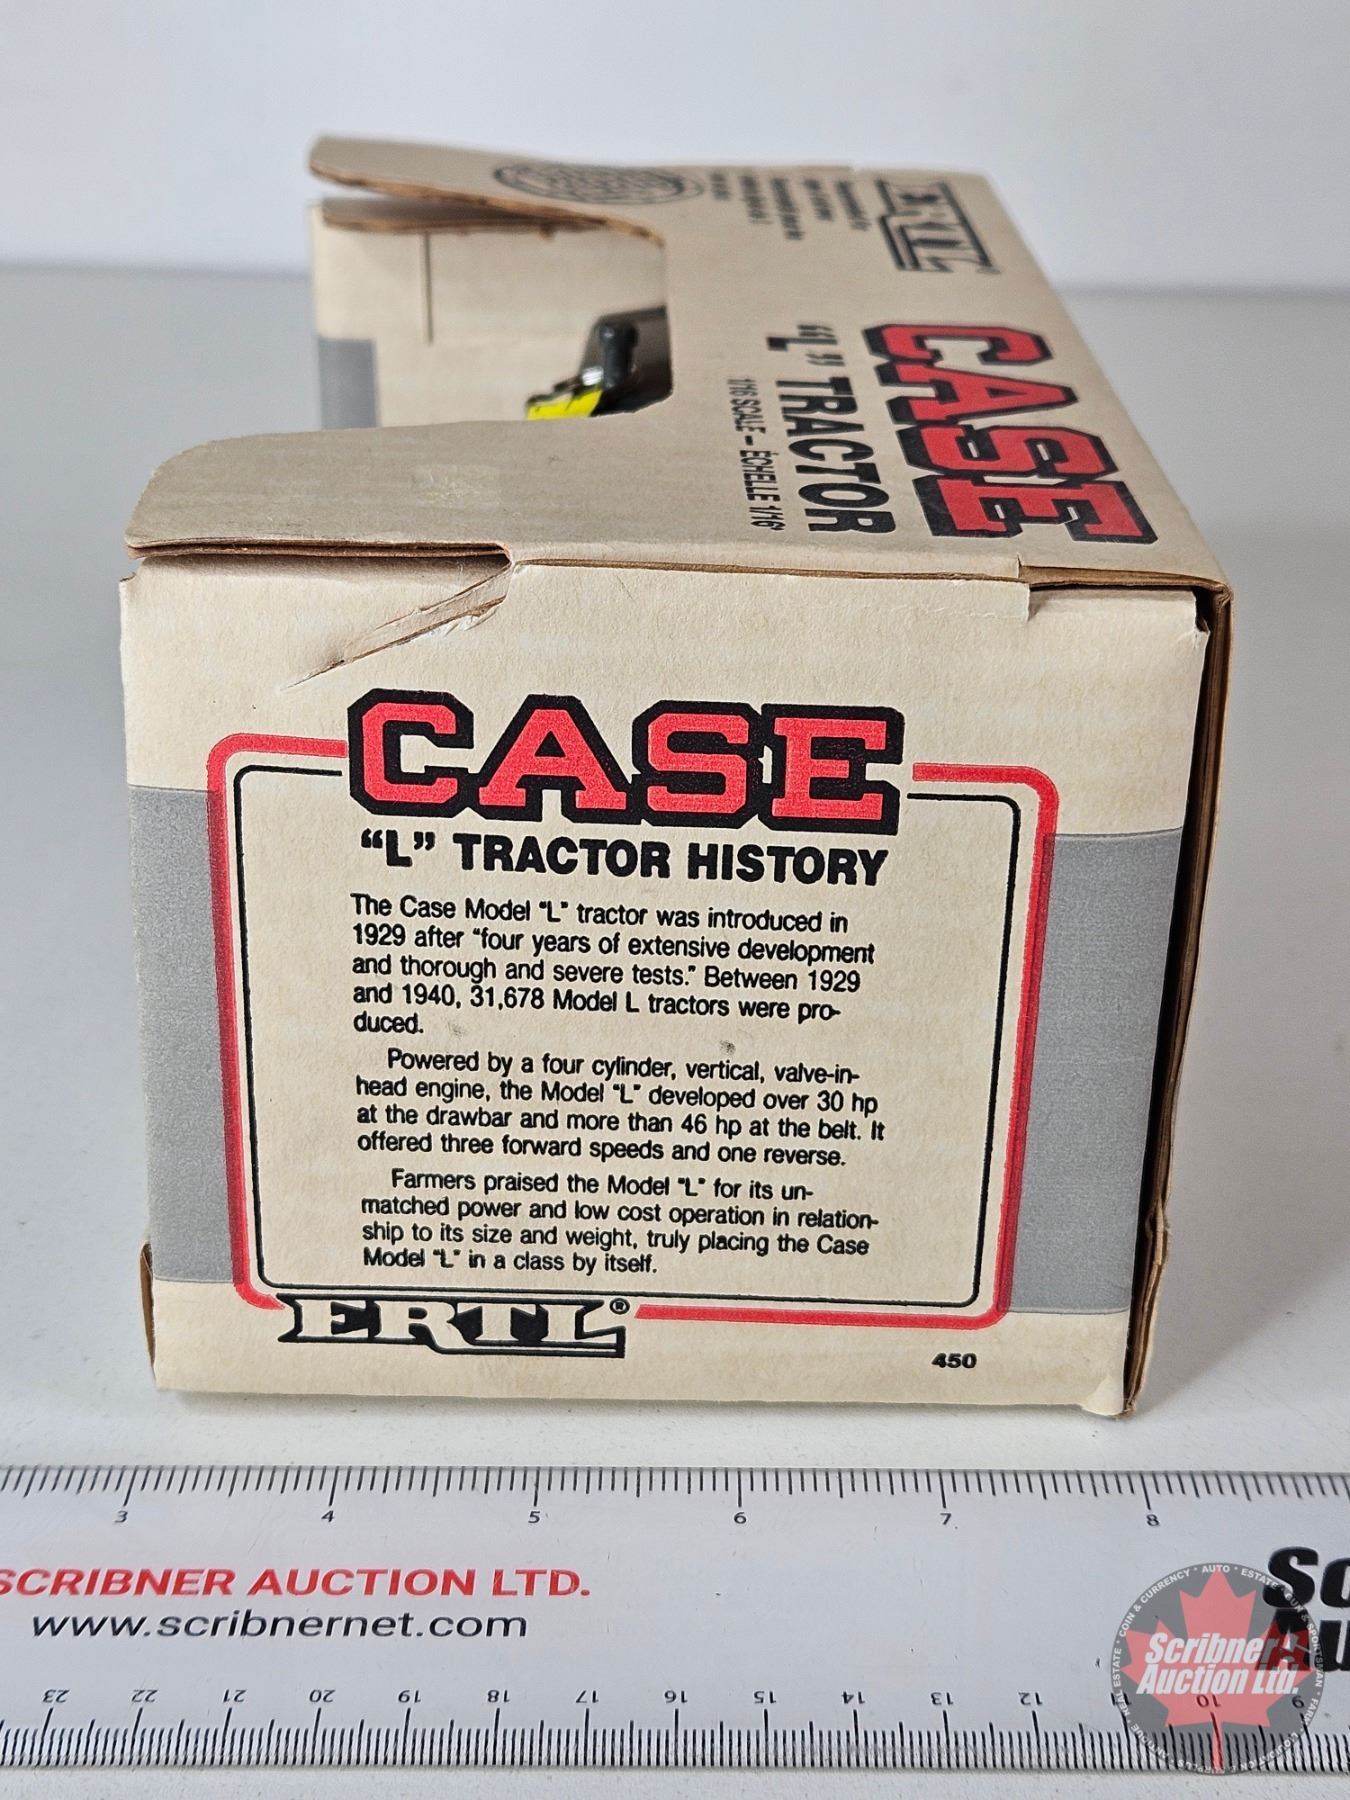 ERTL
CASE
"L" TRACTOR
1/16 SCALE – ÉCHELLE 1/16e
CASE
"L" TRACTOR HISTORY
The Case Model "L" tractor was introduced in
1929 after "four years of extensive development
and thorough and severe tests." Between 1929
and 1940, 31,678 Model L tractors were pro-
duced.
Powered by a four cylinder, vertical, valve-in-
head engine, the Model "L" developed over 30 hp
at the drawbar and more than 46 hp at the belt. It
offered three forward speeds and one reverse.
Farmers praised the Model "L" for its un-
matched power and low cost operation in relation-
ship to its size and weight, truly placing the Case
Model "L" in a class by itself.
ERTL®
450
3 4 5 6 7 8
SCRIBNER AUCTION LTD.
www.scribnernet.com
23 22 21 20 19 18 17 16 15 14 13 12 11 10 9
Scribner
Auction Ltd.